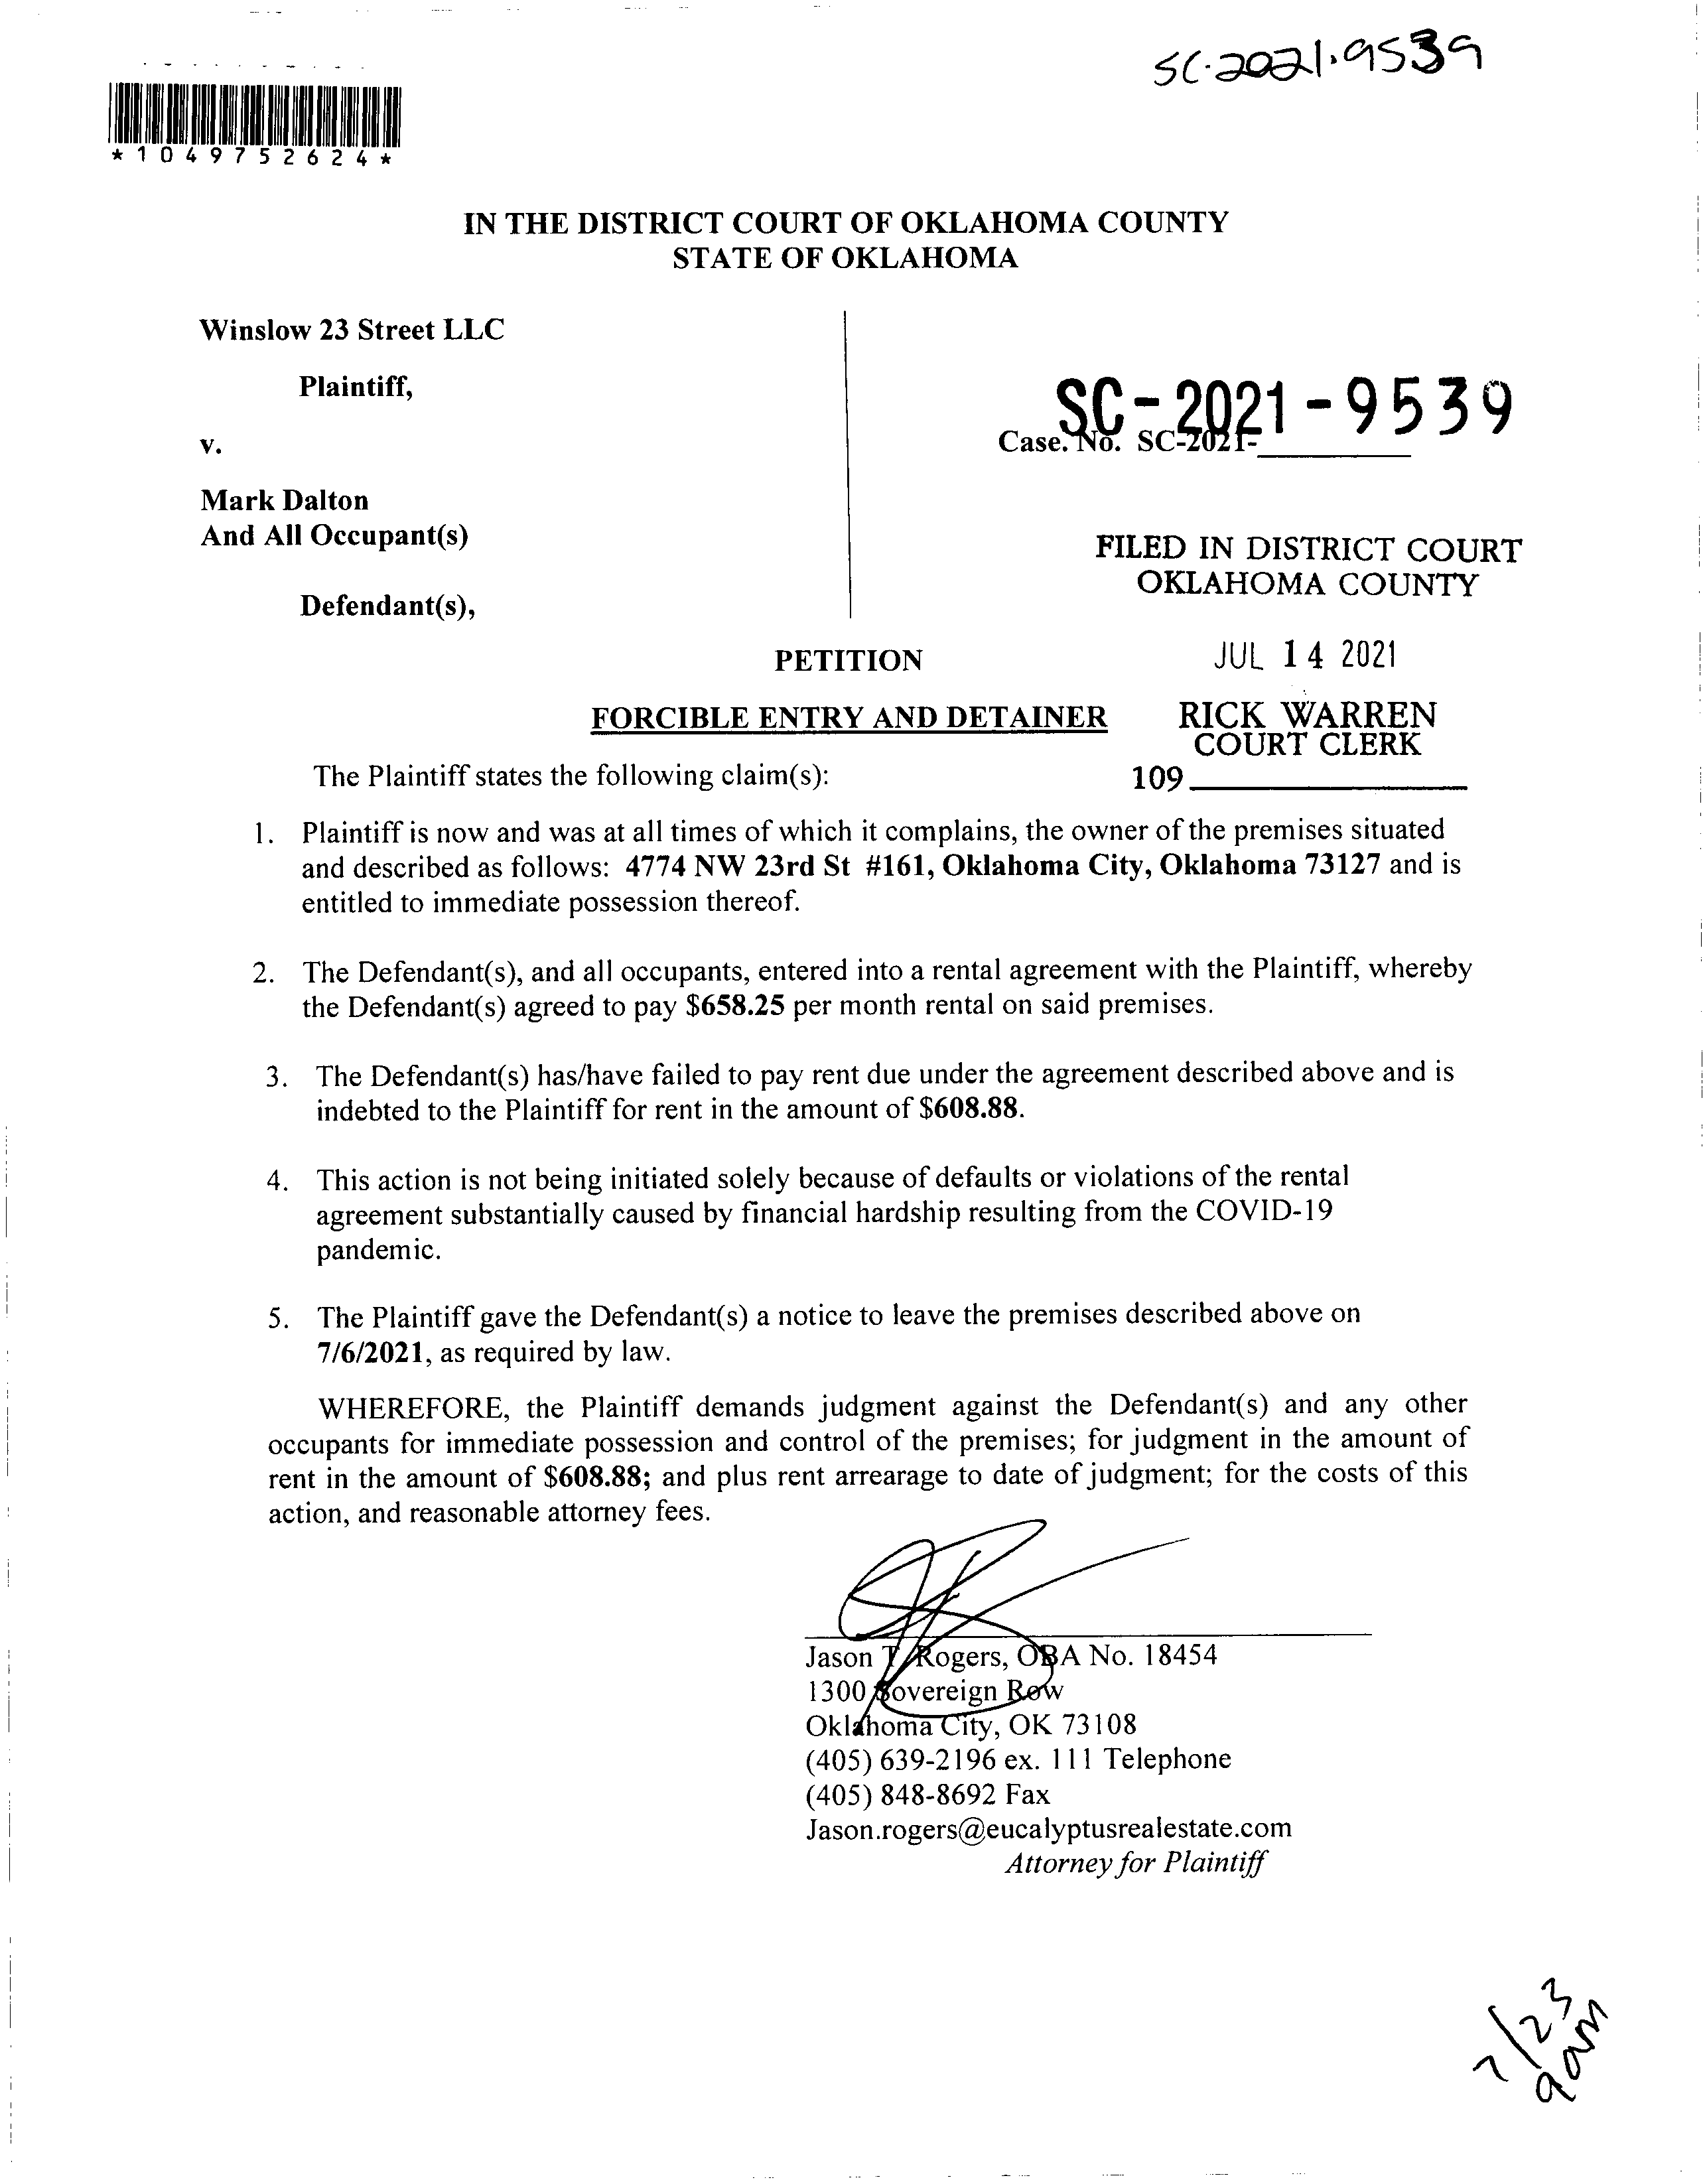 SC-2021-9539
*1049752624*
IN THE DISTRICT COURT OF OKLAHOMA COUNTY
STATE OF OKLAHOMA
Winslow 23 Street LLC
Plaintiff,
v.
Mark Dalton
And All Occupant(s)
Defendant(s),
SC-2021-9539
Case. No. SC-2021-
FILED IN DISTRICT COURT
OKLAHOMA COUNTY
JUL 14 2021
RICK WARREN
COURT CLERK
109
PETITION
FORCIBLE ENTRY AND DETAINER
The Plaintiff states the following claim(s):
1. Plaintiff is now and was at all times of which it complains, the owner of the premises situated
and described as follows: 4774 NW 23rd St #161, Oklahoma City, Oklahoma 73127 and is
entitled to immediate possession thereof.
2. The Defendant(s), and all occupants, entered into a rental agreement with the Plaintiff, whereby
the Defendant(s) agreed to pay $658.25 per month rental on said premises.
3. The Defendant(s) has/have failed to pay rent due under the agreement described above and is
indebted to the Plaintiff for rent in the amount of $608.88.
4. This action is not being initiated solely because of defaults or violations of the rental
agreement substantially caused by financial hardship resulting from the COVID-19
pandemic.
5. The Plaintiff gave the Defendant(s) a notice to leave the premises described above on
7/6/2021, as required by law.
WHEREFORE, the Plaintiff demands judgment against the Defendant(s) and any other
occupants for immediate possession and control of the premises; for judgment in the amount of
rent in the amount of $608.88; and plus rent arrearage to date of judgment; for the costs of this
action, and reasonable attorney fees.
Jason T. Rogers, OBA No. 18454
1300 Sovereign Row
Oklahoma City, OK 73108
(405) 639-2196 ex. 111 Telephone
(405) 848-8692 Fax
Jason.rogers@eucalyptusrealestate.com
Attorney for Plaintiff
7/23
9am